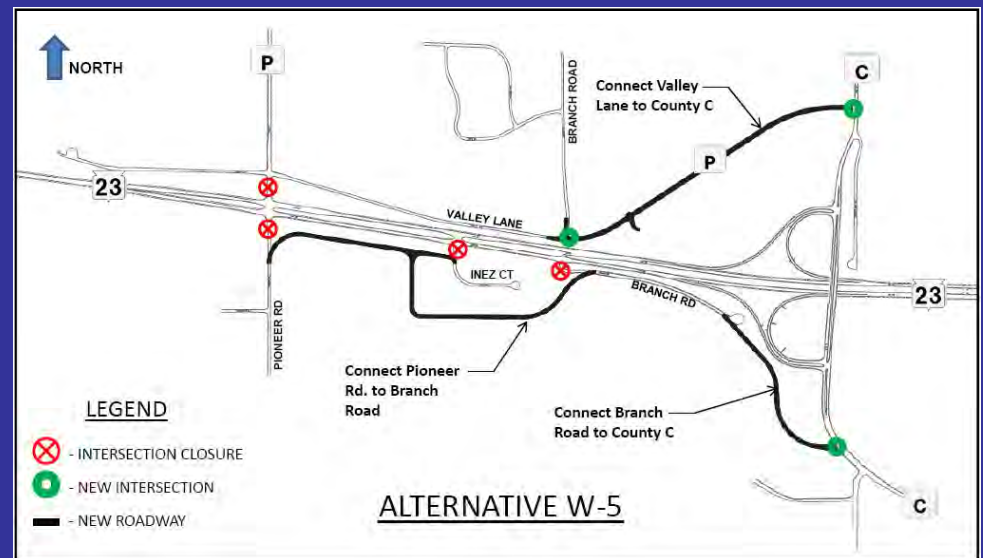 NORTH
P
C
BRANCH ROAD
Connect Valley
Lane to County C
P
23
VALLEY LANE
INEZ CT
BRANCH RD
23
PIONEER RD
Connect Pioneer
Rd. to Branch
Road
Connect Branch
Road to County C
C
LEGEND
- INTERSECTION CLOSURE
- NEW INTERSECTION
- NEW ROADWAY
ALTERNATIVE W-5